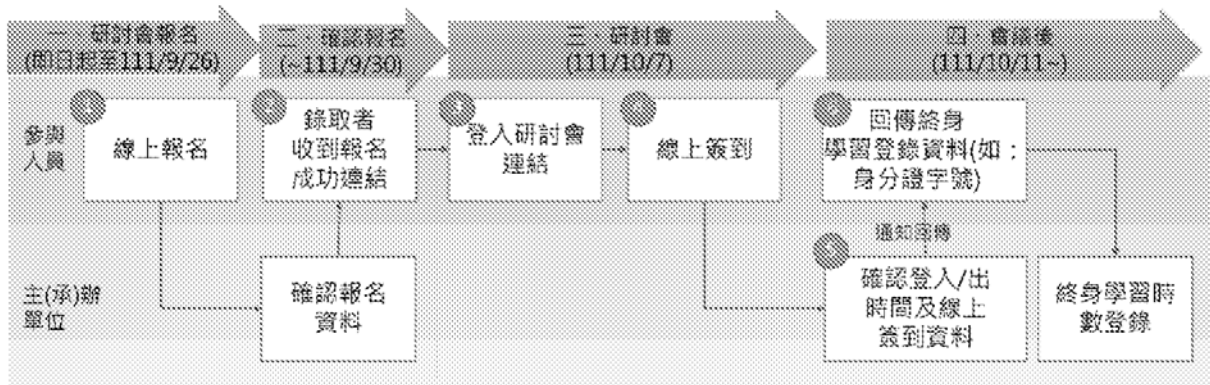 一、研討會報名
(即日起至111/9/26)
二、確認報名
(~111/9/30)
三、研討會
(111/10/7)
四、會議後
(111/10/11~)
參與
人員
1
線上報名
2
錄取者
收到報名
成功連結
3
登入研討會
連結
4
線上簽到
6
回傳終身
學習登錄資料(如：
身分證字號)
通知回傳
主(承)辦
單位
確認報名
資料
5
確認登入/出
時間及線上
簽到資料
終身學習時
數登錄